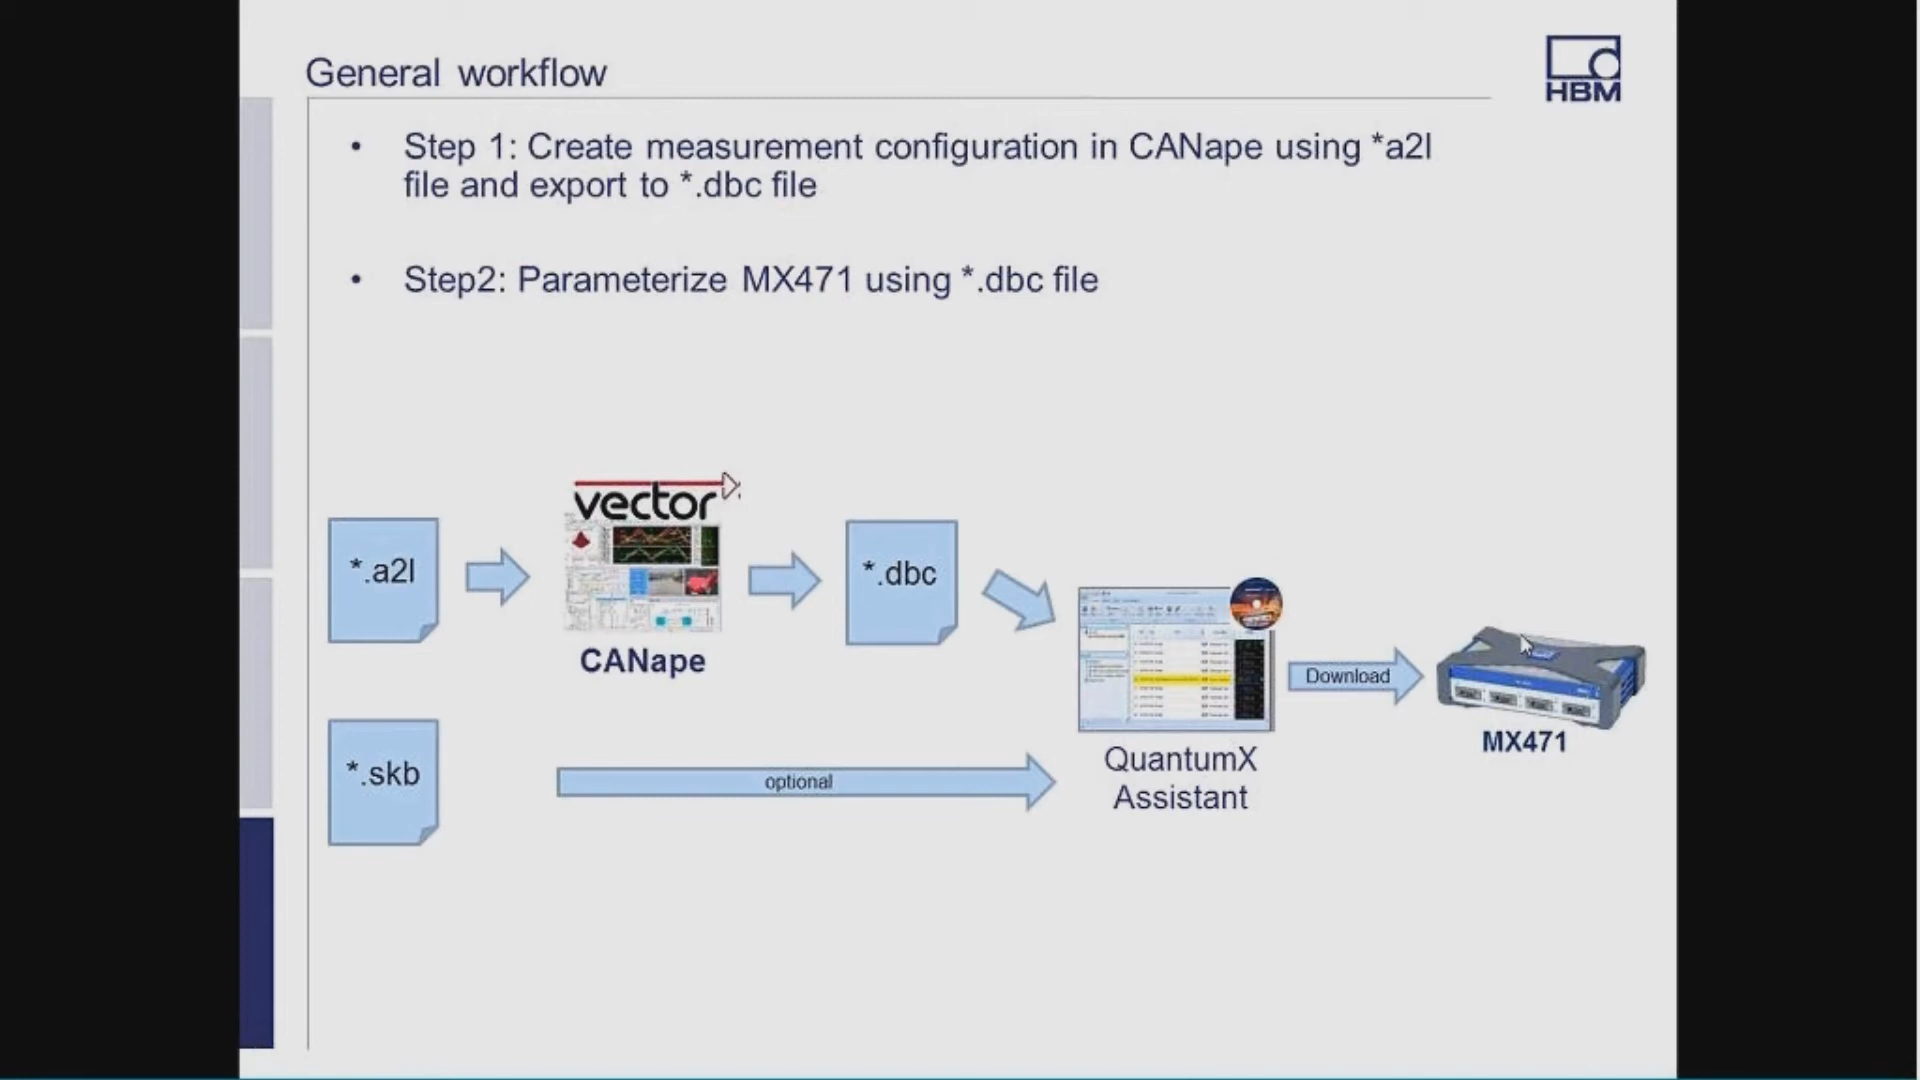 General workflow
HBM
• Step 1: Create measurement configuration in CANape using *a2l
file and export to *.dbc file
• Step2: Parameterize MX471 using *.dbc file
vector
*.a2l
*.dbc
CANape
Download
MX471
*.skb
optional
QuantumX
Assistant